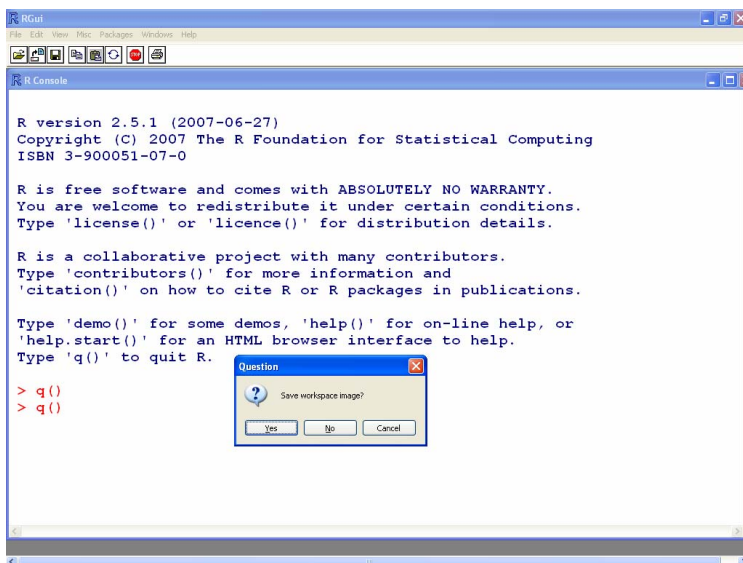 RGui
File Edit View Misc Packages Windows Help
STOP
R Console
R version 2.5.1 (2007-06-27)
Copyright (C) 2007 The R Foundation for Statistical Computing
ISBN 3-900051-07-0
R is free software and comes with ABSOLUTELY NO WARRANTY.
You are welcome to redistribute it under certain conditions.
Type 'license()' or 'licence()' for distribution details.
R is a collaborative project with many contributors.
Type 'contributors()' for more information and
'citation()' on how to cite R or R packages in publications.
Type 'demo()' for some demos, 'help()' for on-line help, or
'help.start()' for an HTML browser interface to help.
Type 'q()' to quit R.
> q()
> q()
Question
Save workspace image?
Yes No Cancel